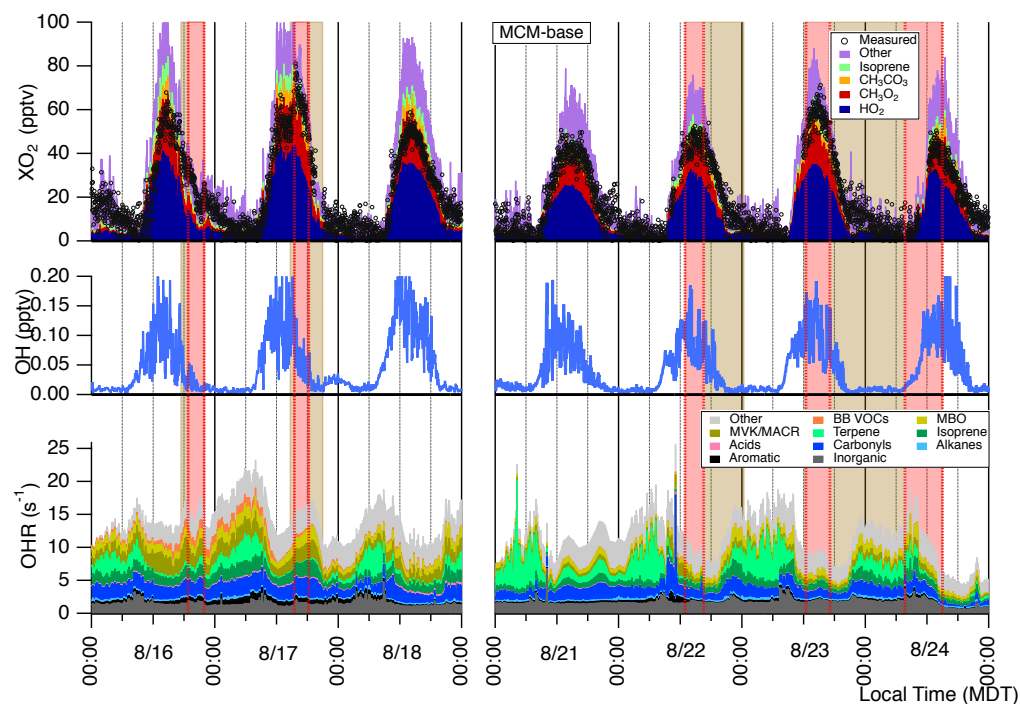 MCM-base
100
80
60
40
20
0
XO₂ (pptv)
Measured
Other
Isoprene
CH₃CO₃
CH₃O₂
HO₂
0.20
0.15
0.10
0.05
0.00
OH (pptv)
Other
BB VOCs
MBO
MVK/MACR
Terpene
Isoprene
Acids
Carbonyls
Alkanes
Aromatic
Inorganic
25
20
15
10
5
0
OHR (s⁻¹)
00:00
8/16
00:00
8/17
00:00
8/18
00:00
00:00
8/21
00:00
8/22
00:00
8/23
00:00
8/24
00:00
Local Time (MDT)